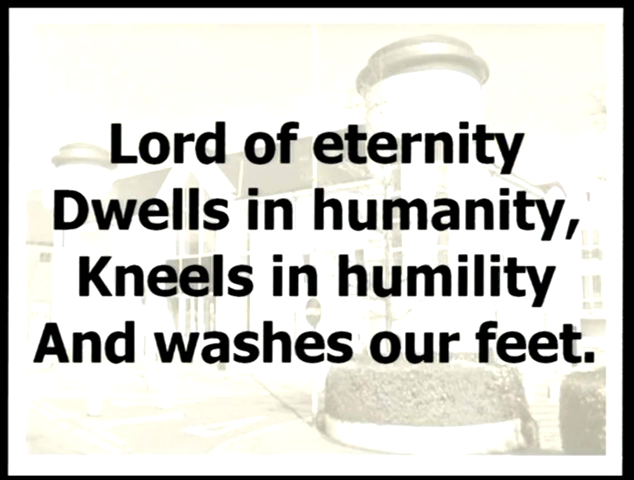 Lord of eternity
Dwells in humanity,
Kneels in humility
And washes our feet.